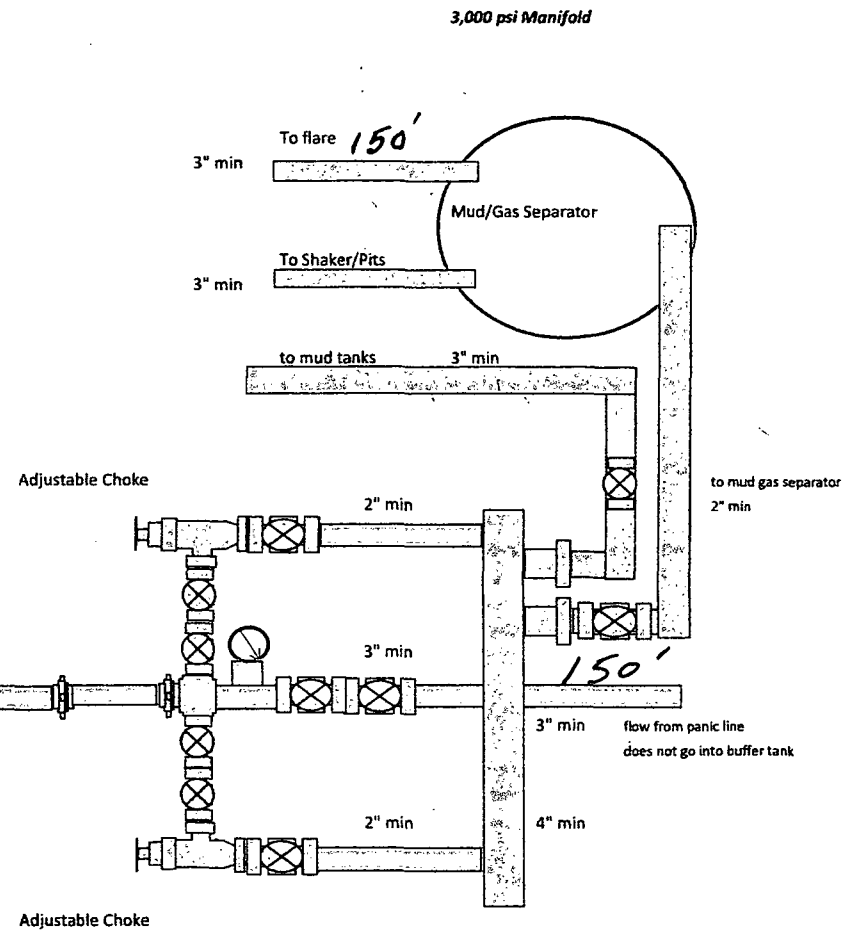 3,000 psi Manifold
To flare 150'
3" min
Mud/Gas Separator
To Shaker/Pits
3" min
to mud tanks 3" min
Adjustable Choke
2" min
to mud gas separator
2" min
3" min
150'
3" min
flow from panic line
does not go into buffer tank
2" min
4" min
Adjustable Choke